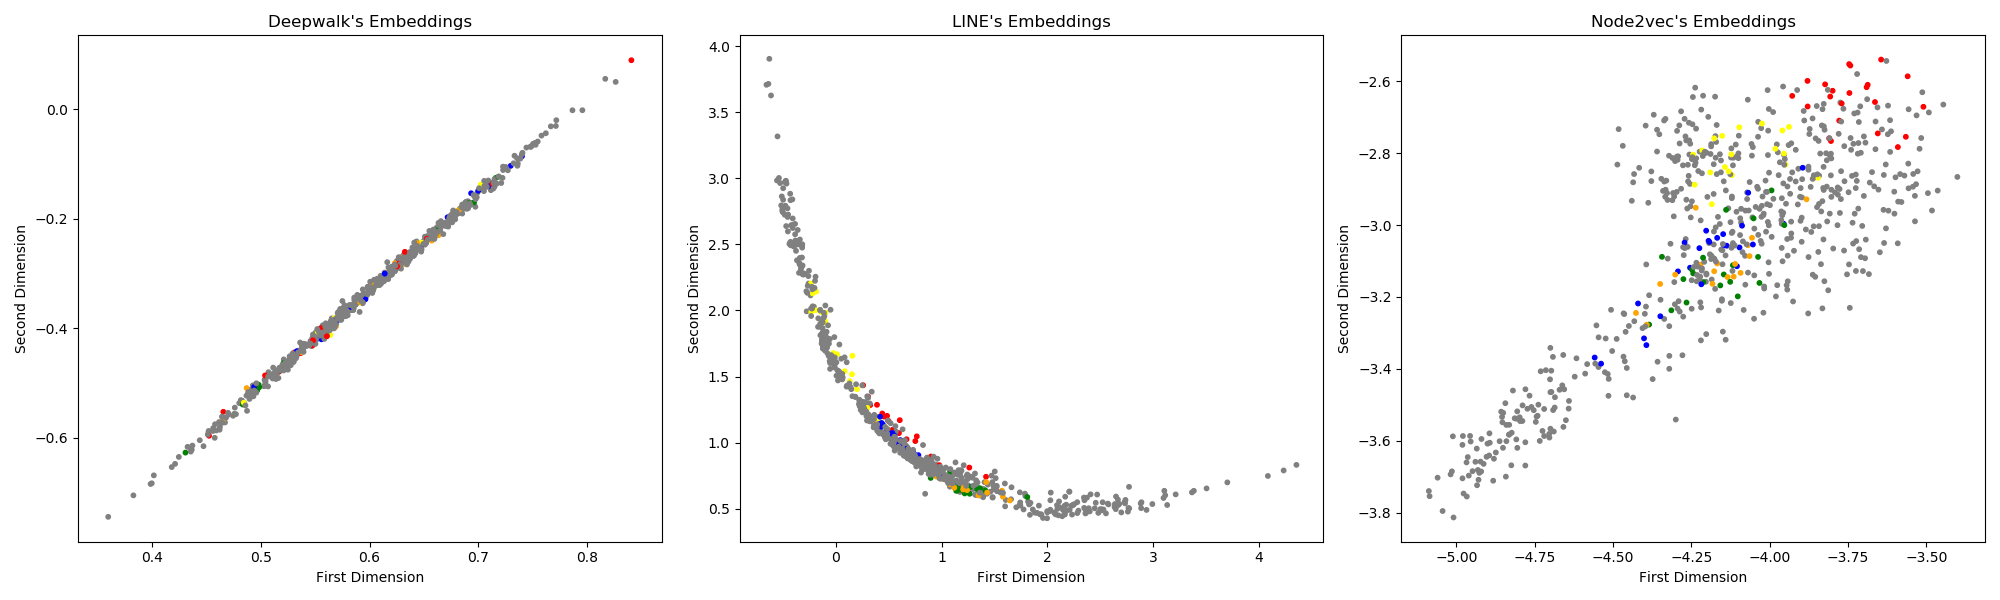 Deepwalk's Embeddings
0.0
−0.2
−0.4
−0.6
Second Dimension
0.4 0.5 0.6 0.7 0.8
First Dimension
LINE's Embeddings
4.0
3.5
3.0
2.5
2.0
1.5
1.0
0.5
Second Dimension
0 1 2 3 4
First Dimension
Node2vec's Embeddings
−2.6
−2.8
−3.0
−3.2
−3.4
−3.6
−3.8
Second Dimension
−5.00 −4.75 −4.50 −4.25 −4.00 −3.75 −3.50
First Dimension